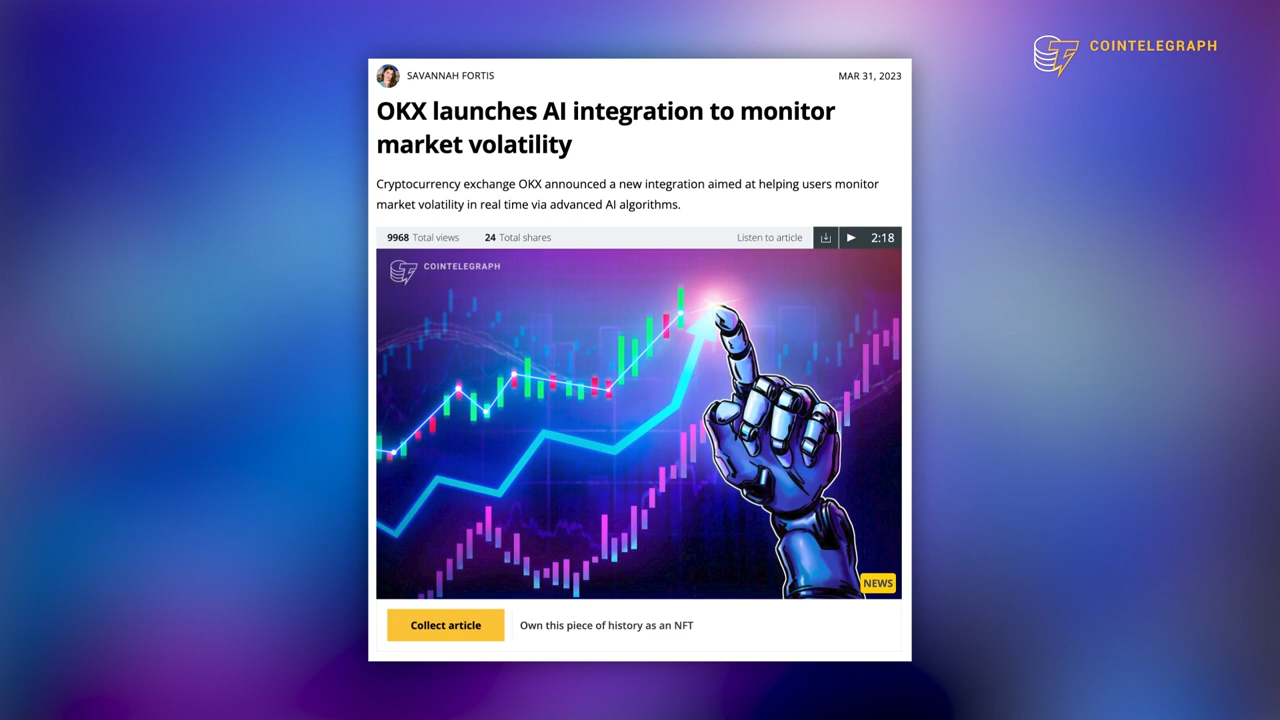 COINTELEGRAPH
SAVANNAH FORTIS
MAR 31, 2023
OKX launches AI integration to monitor
market volatility
Cryptocurrency exchange OKX announced a new integration aimed at helping users monitor
market volatility in real time via advanced AI algorithms.
9968 Total views 24 Total shares Listen to article 2:18
COINTELEGRAPH
NEWS
Collect article Own this piece of history as an NFT